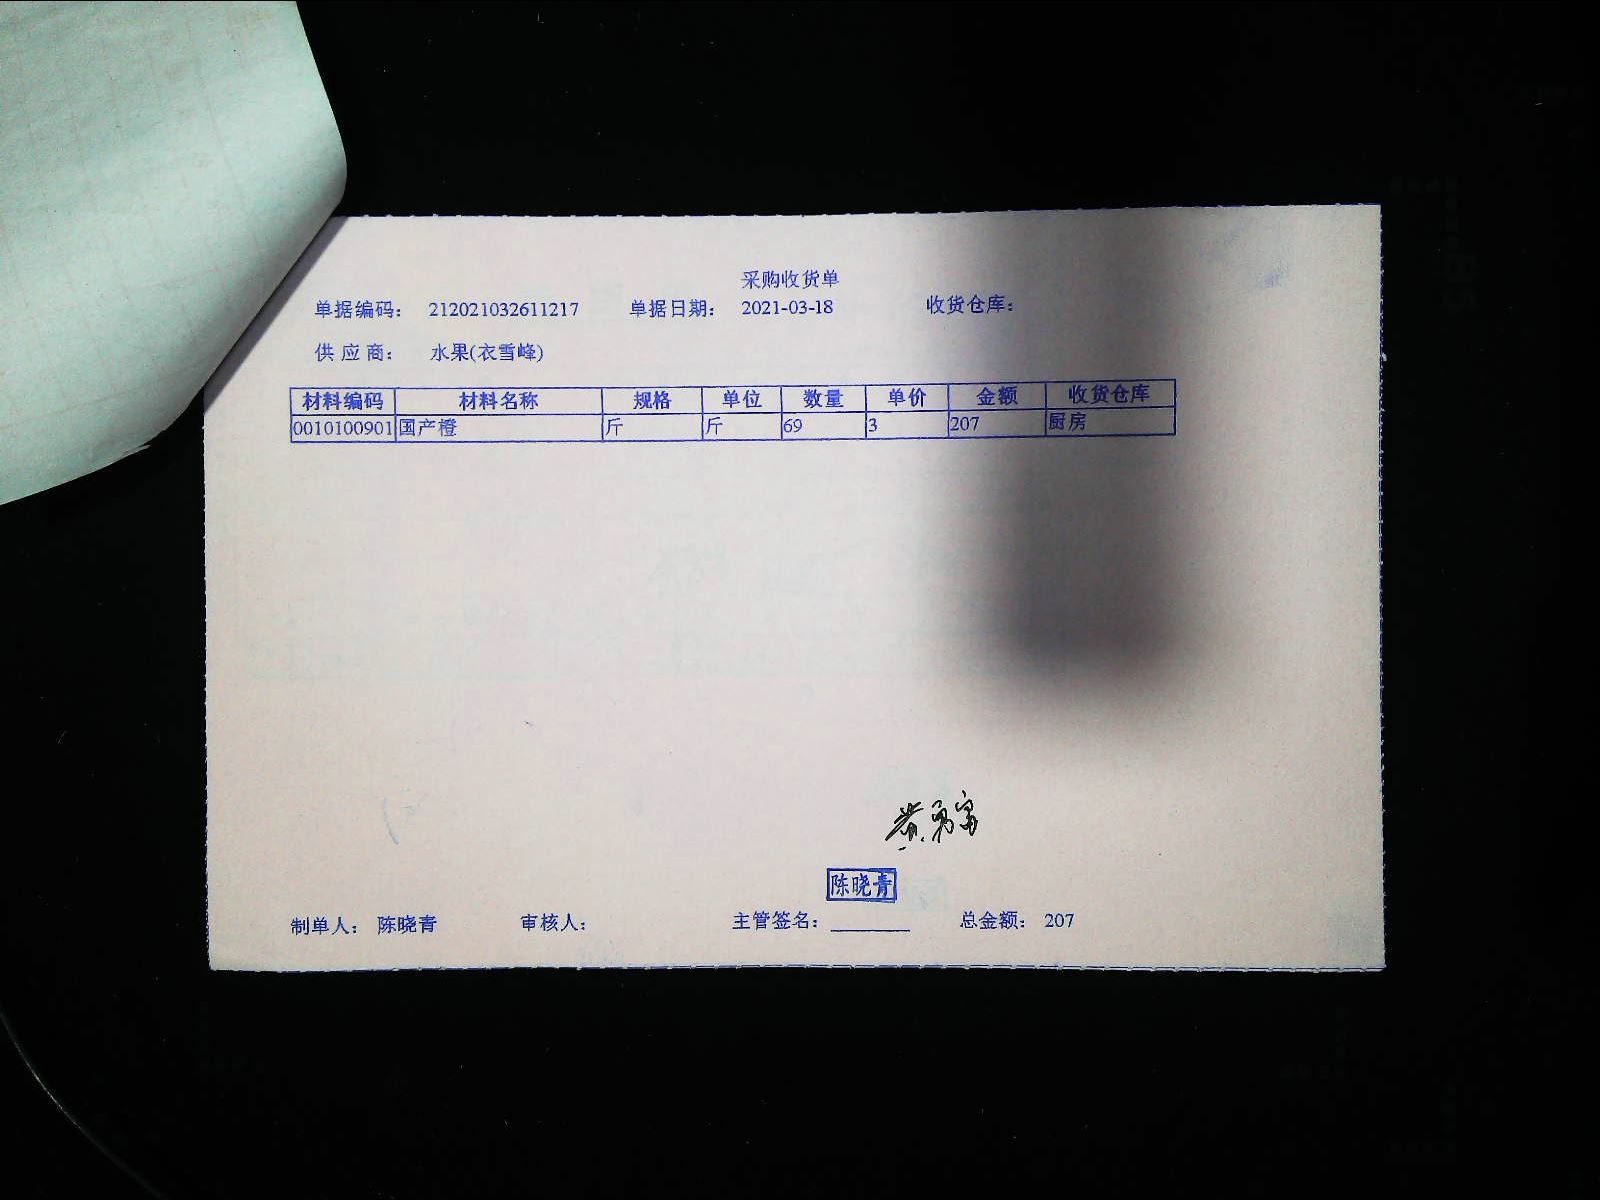 采购收货单
单据编码： 212021032611217 单据日期： 2021-03-18 收货仓库：
供 应 商： 水果(衣雪峰)
材料编码 材料名称 规格 单位 数量 单价 金额 收货仓库
0010100901 国产橙 斤 斤 69 3 207 厨房
黄勇富
陈晓青
制单人： 陈晓青 审核人： 主管签名： ________ 总金额： 207